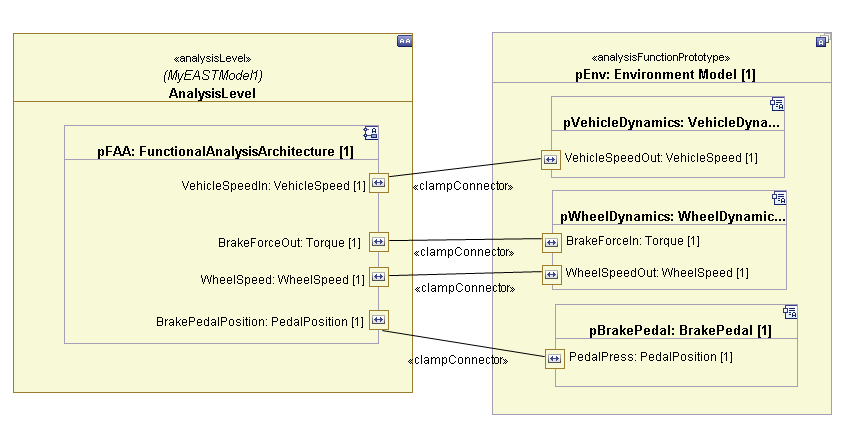 «analysisLevel»
(MyEASTModel1)
AnalysisLevel
pFAA: FunctionalAnalysisArchitecture [1]
VehicleSpeedIn: VehicleSpeed [1]
BrakeForceOut: Torque [1]
WheelSpeed: WheelSpeed [1]
BrakePedalPosition: PedalPosition [1]
«clampConnector»
«clampConnector»
«clampConnector»
«clampConnector»
«analysisFunctionPrototype»
pEnv: Environment Model [1]
pVehicleDynamics: VehicleDyna...
VehicleSpeedOut: VehicleSpeed [1]
pWheelDynamics: WheelDynamic...
BrakeForceIn: Torque [1]
WheelSpeedOut: WheelSpeed [1]
pBrakePedal: BrakePedal [1]
PedalPress: PedalPosition [1]